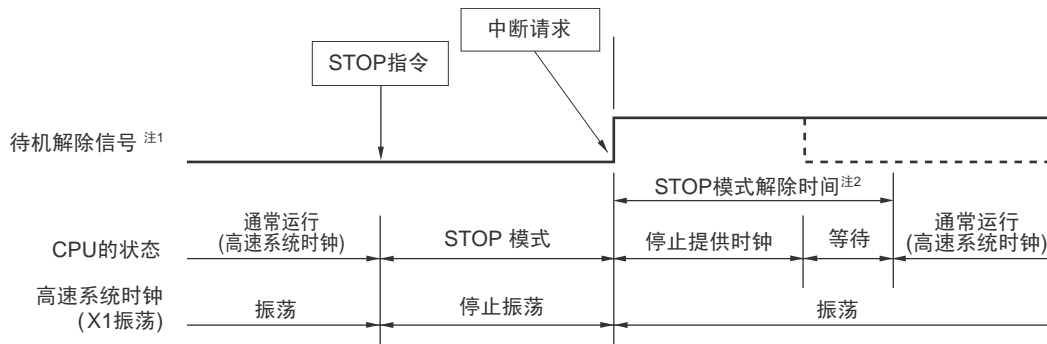 中断请求
STOP指令
待机解除信号 注1
STOP模式解除时间注2
CPU的状态
通常运行
(高速系统时钟)
STOP 模式
停止提供时钟
等待
通常运行
(高速系统时钟)
高速系统时钟
(X1振荡)
振荡
停止振荡
振荡